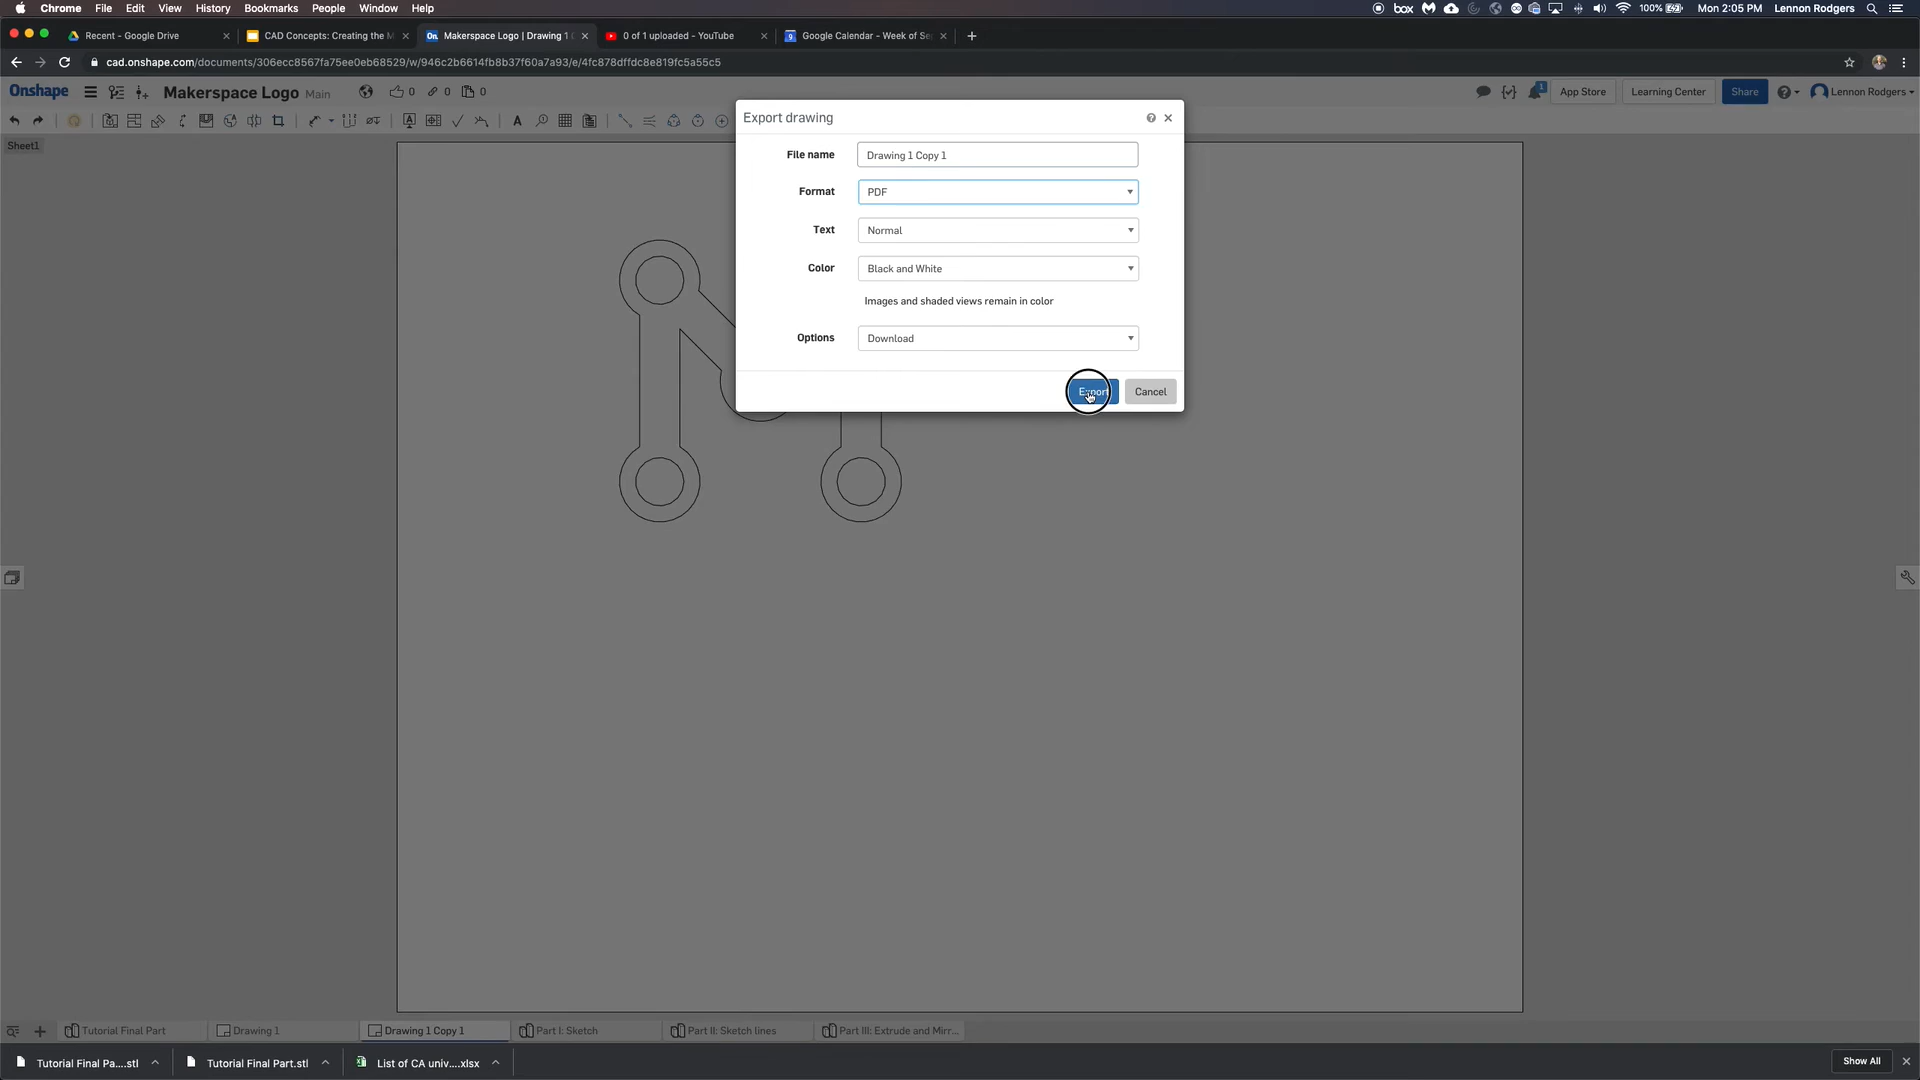 Chrome File Edit View History Bookmarks People Window Help box 100% Mon 2:05 PM Lennon Rodgers
Recent - Google Drive CAD Concepts: Creating the M On Makerspace Logo | Drawing 1 C 0 of 1 uploaded - YouTube 9 Google Calendar - Week of Se
cad.onshape.com/documents/306ecc8567fa75ee0eb68529/w/946c2b6614fb8b37f60a7a93/e/4fc878dffdc8e819fc5a55c5
Onshape Makerspace Logo Main 0 0 0 1 App Store Learning Center Share Lennon Rodgers
Sheet1
Export drawing
File name Drawing 1 Copy 1
Format PDF
Text Normal
Color Black and White
Images and shaded views remain in color
Options Download
Export Cancel
Tutorial Final Part Drawing 1 Drawing 1 Copy 1 Part I: Sketch Part II: Sketch lines Part III: Extrude and Mirr...
Tutorial Final Pa....stl Tutorial Final Part.stl List of CA univ....xlsx Show All